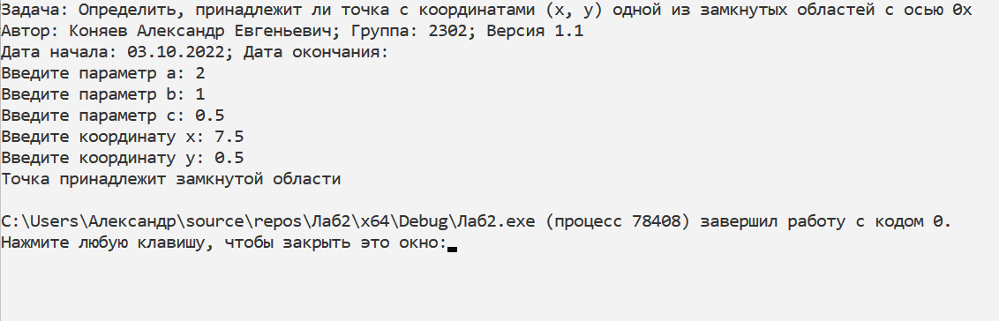 Задача: Определить, принадлежит ли точка с координатами (x, y) одной из замкнутых областей с осью 0x
Автор: Коняев Александр Евгеньевич; Группа: 2302; Версия 1.1
Дата начала: 03.10.2022; Дата окончания:
Введите параметр a: 2
Введите параметр b: 1
Введите параметр c: 0.5
Введите координату x: 7.5
Введите координату y: 0.5
Точка принадлежит замкнутой области
C:\Users\Александр\source\repos\Лаб2\x64\Debug\Лаб2.exe (процесс 78408) завершил работу с кодом 0.
Нажмите любую клавишу, чтобы закрыть это окно: